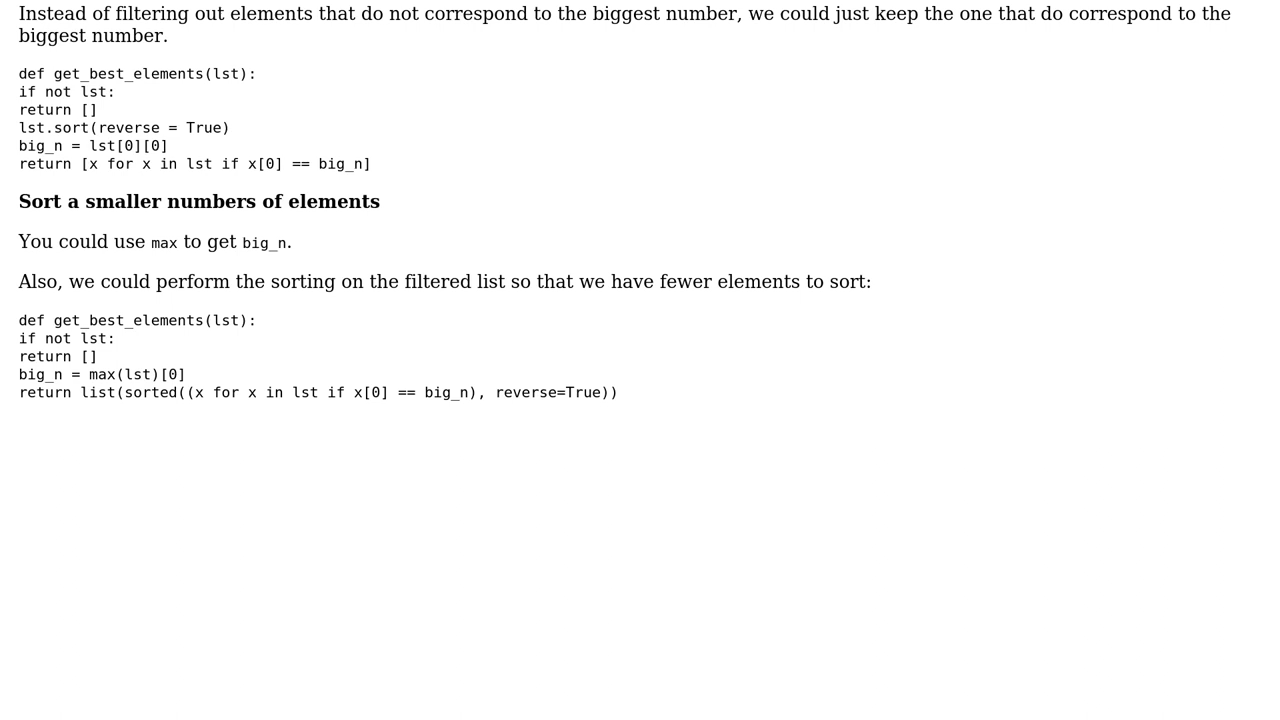 Instead of filtering out elements that do not correspond to the biggest number, we could just keep the one that do correspond to the
biggest number.
def get_best_elements(lst):
if not lst:
return []
lst.sort(reverse = True)
big_n = lst[0][0]
return [x for x in lst if x[0] == big_n]
Sort a smaller numbers of elements
You could use max to get big_n.
Also, we could perform the sorting on the filtered list so that we have fewer elements to sort:
def get_best_elements(lst):
if not lst:
return []
big_n = max(lst)[0]
return list(sorted((x for x in lst if x[0] == big_n), reverse=True))